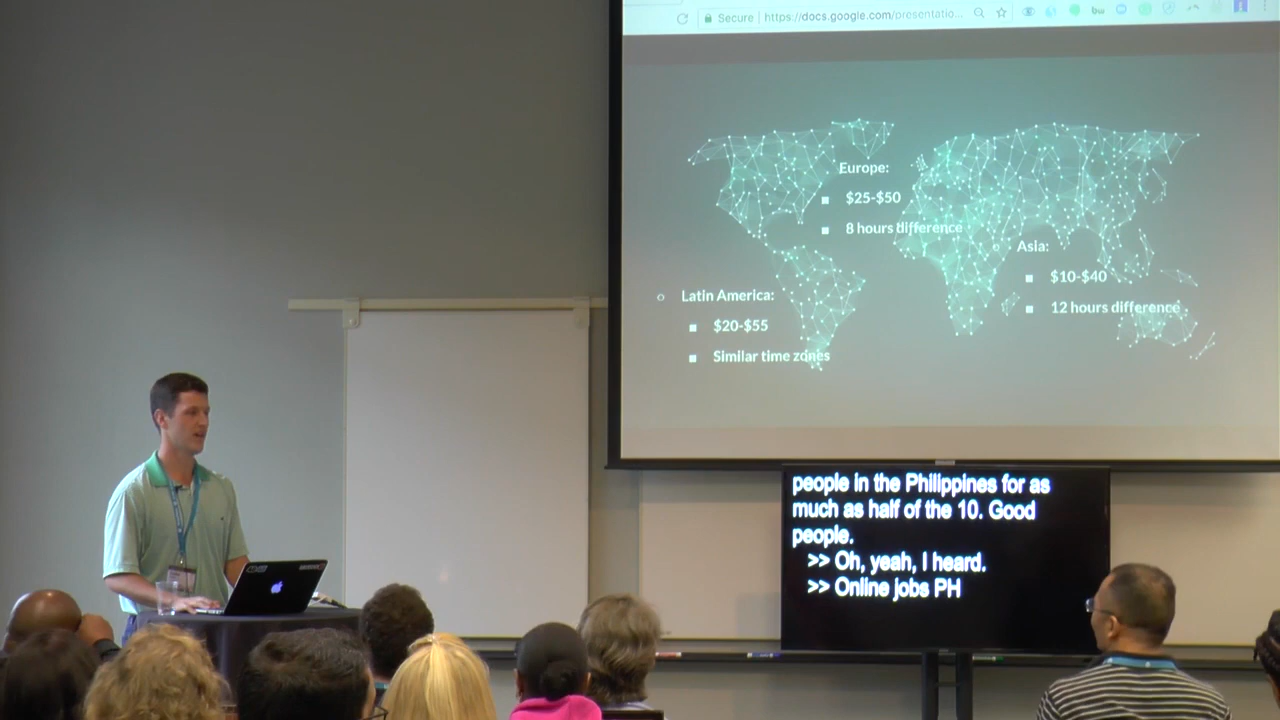 Secure | https://docs.google.com/presentatio...
Europe:
$25-$50
8 hours difference
Asia:
$10-$40
12 hours difference
Latin America:
$20-$55
Similar time zones
people in the Philippines for as
much as half of the 10. Good
people.
>> Oh, yeah, I heard.
>> Online jobs PH